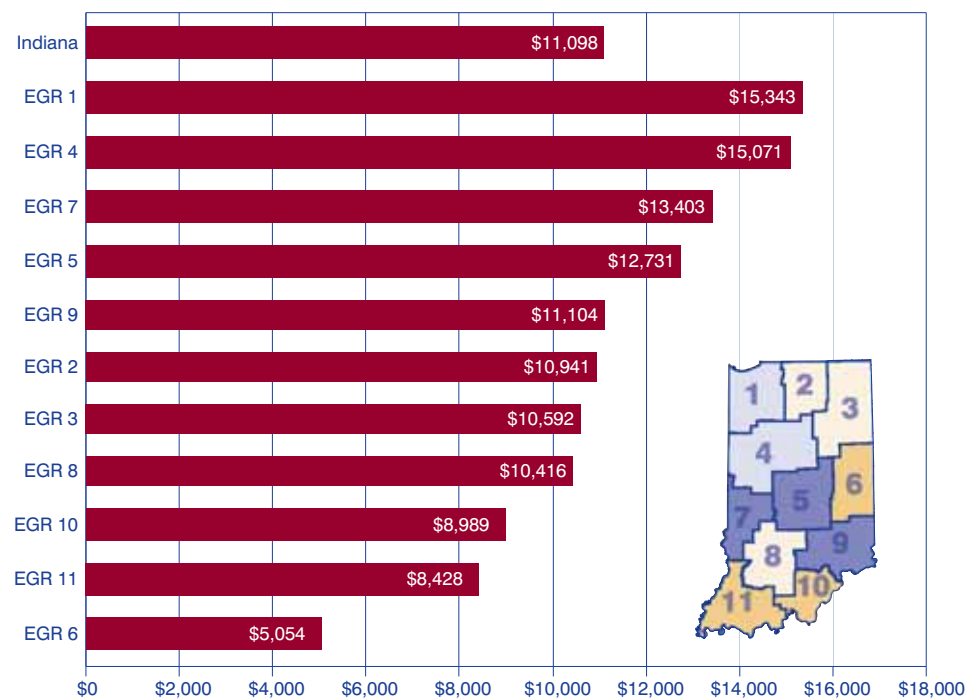 Indiana $11,098
EGR 1 $15,343
EGR 4 $15,071
EGR 7 $13,403
EGR 5 $12,731
EGR 9 $11,104
EGR 2 $10,941
EGR 3 $10,592
EGR 8 $10,416
EGR 10 $8,989
EGR 11 $8,428
EGR 6 $5,054
1 2 3
4
5 6
7
8 9
10
11
$0 $2,000 $4,000 $6,000 $8,000 $10,000 $12,000 $14,000 $16,000 $18,000